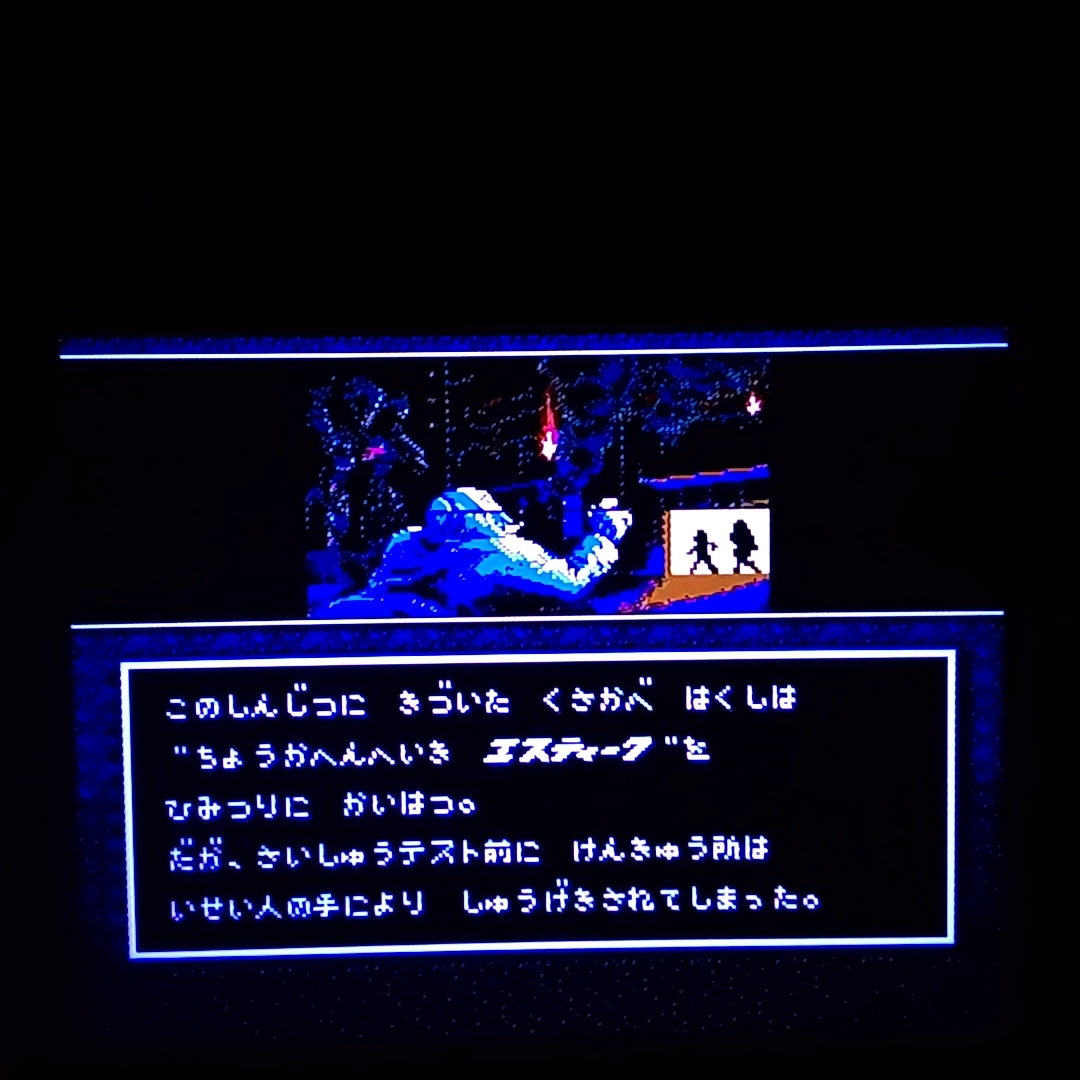 このしんじつに きづいた くさかべ はくしは
"ちょうかへんへいき エスティーク"を
ひみつりに かいはつ。
だが、さいしゅうテスト前に けんきゅう所は
いせい人の手により しゅうげきされてしまった。